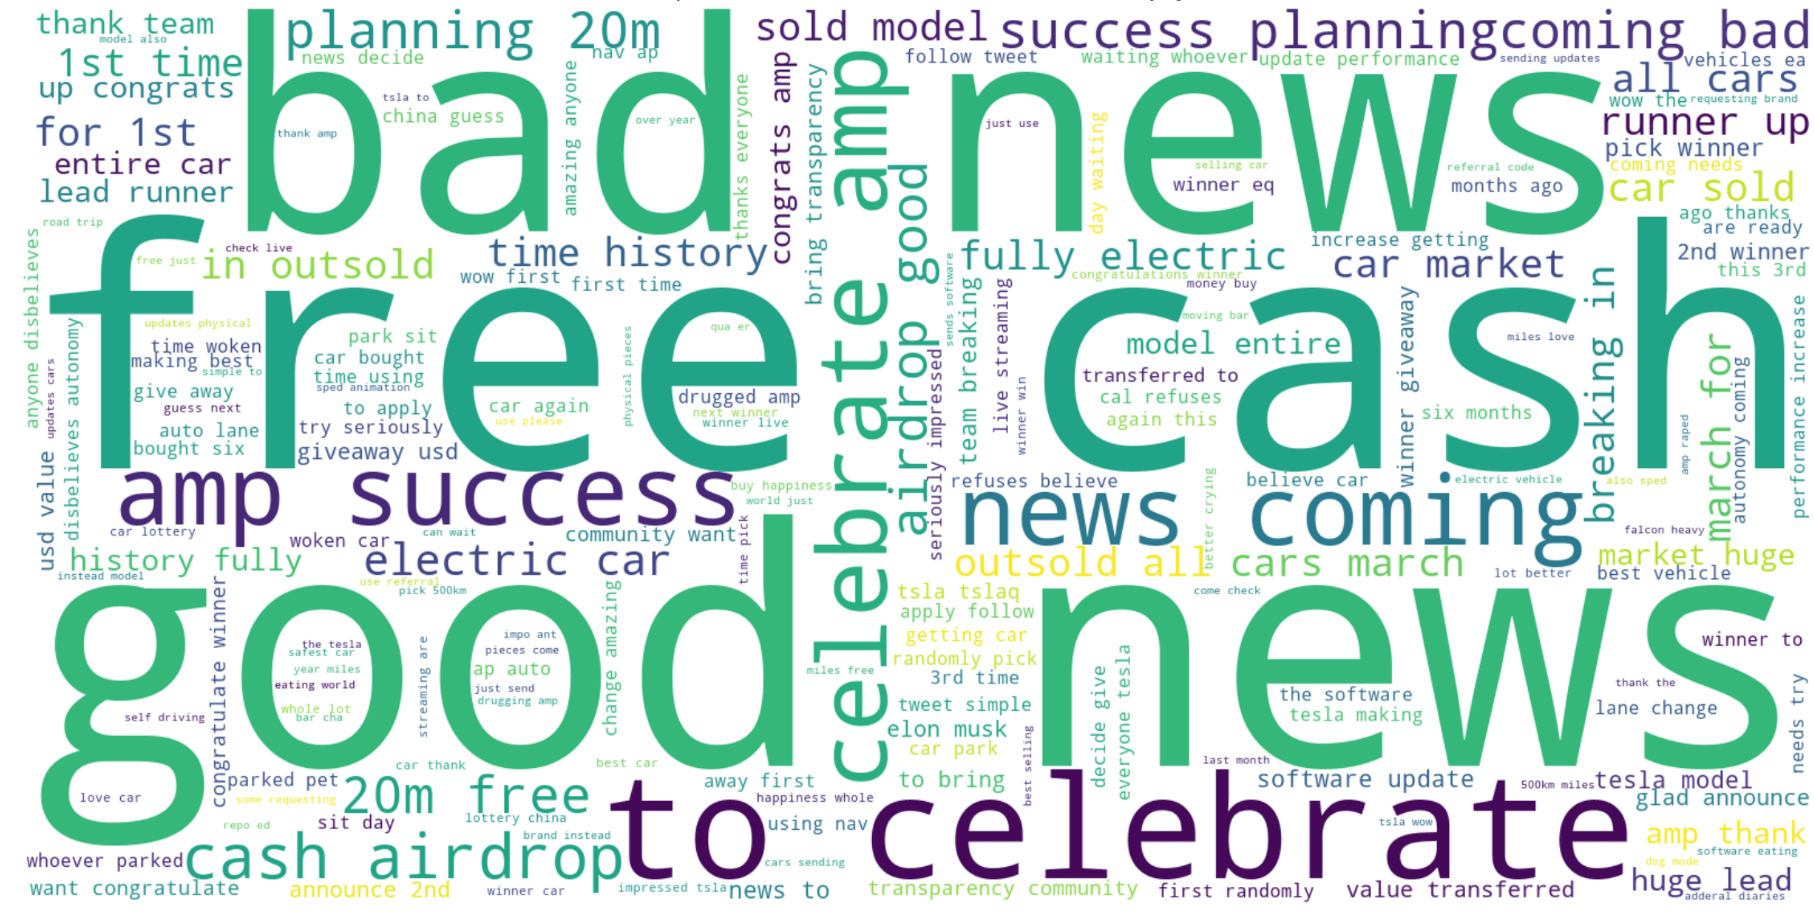 thank team
model also
planning 20m
sold model
success planning
coming bad
1st time
news decide
nav ap
follow tweet
waiting whoever
update performance
sending updates
vehicles ea
up congrats
bad
news
all cars
tsla to
china guess
amazing anyone
over year
thanks everyone
congrats amp
bring transparency
celebrate amp
just use
day waiting
wow the
requesting brand
for 1st
thank amp
runner up
entire car
selling car
winner eq
referral code
months ago
pick winner
coming needs
lead runner
car sold
road trip
free
cash
airdrop good
ago thanks
are ready
anyone disbelieves
check live
free just
in outsold
time history
wow first
first time
fully electric
increase getting
car market
2nd winner
this 3rd
sends software
congratulations winner
money buy
updates physical
time woken
making best
simple to
park sit
car bought
time using
sped animation
qua er
physical pieces
team breaking
live streaming
moving bar
model entire
miles love
winner giveaway
breaking in
march for
performance increase
disbelieves autonomy
updates cars
give away
guess next
auto lane
bought six
to apply
try seriously
giveaway usd
car again
use please
drugged amp
next winner
winner live
seriously impressed
winner win
transferred to
cal refuses
again this
six months
amp raped
autonomy coming
usd value
amp success
buy happiness
world just
refuses believe
believe car
electric vehicle
also sped
news coming
better crying
car lottery
woken car
can wait
community want
time pick
falcon heavy
history fully
electric car
outsold all
cars march
lot better
best vehicle
market huge
instead model
use referral
pick 500km
good
news
tsla tslaq
come check
congratulate winner
change amazing
apply follow
getting car
randomly pick
3rd time
the tesla
safest car
year miles
eating world
whole lot
bar cha
streaming are
impo ant
pieces come
ap auto
just send
drugging amp
miles free
tweet simple
elon musk
car park
decide give
everyone tesla
the software
tesla making
thank the
lane change
winner to
needs try
self driving
love car
parked pet
some requesting
20m free
car thank
best car
away first
to bring
best selling
last month
software update
500km miles
tesla model
glad announce
repo ed
sit day
lottery china
brand instead
to celebrate
happiness whole
using nav
tsla wow
amp thank
software eating
whoever parked
cash airdrop
cars sending
dog mode
want congratulate
announce 2nd
winner car
impressed tsla
news to
transparency community
first randomly
value transferred
huge lead
adderal diaries